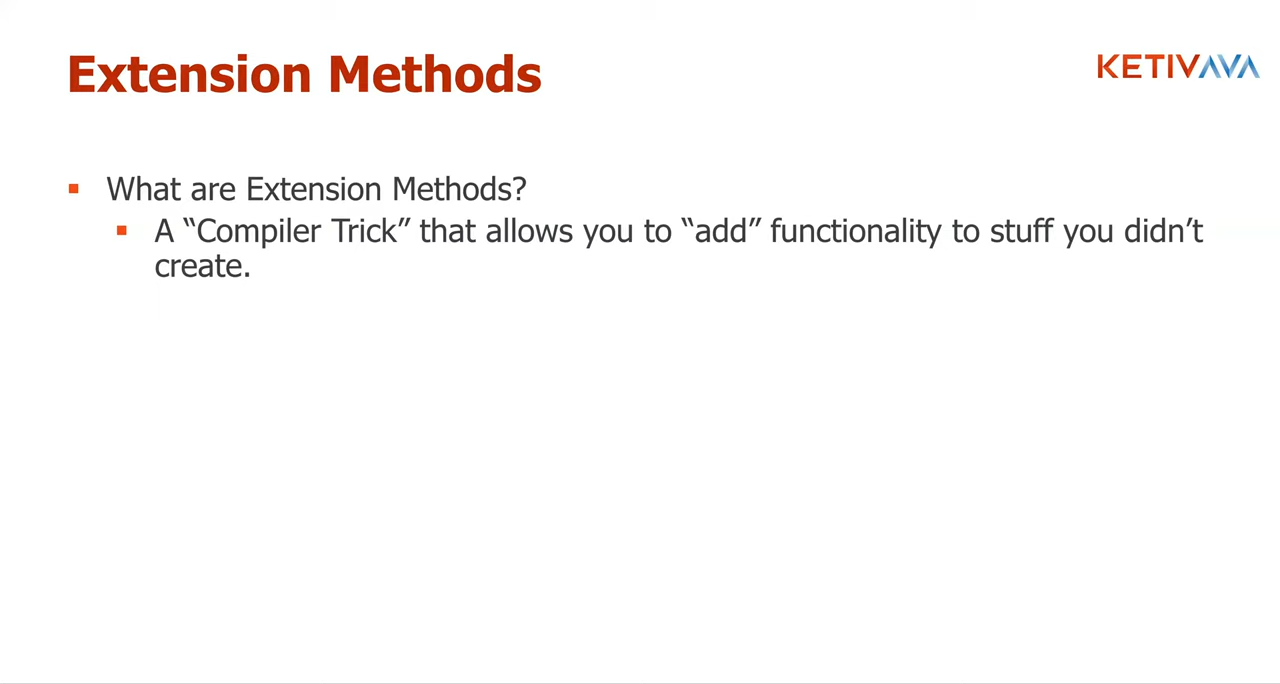 Extension Methods
KETIVAVA
What are Extension Methods?
A “Compiler Trick” that allows you to “add” functionality to stuff you didn’t
create.